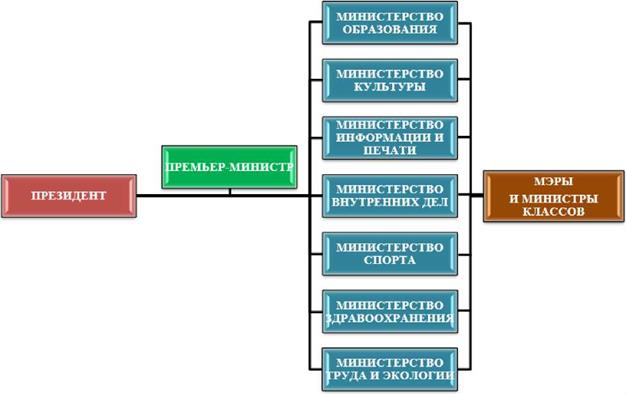 ПРЕЗИДЕНТ
ПРЕМЬЕР-МИНИСТР
МИНИСТЕРСТВО
ОБРАЗОВАНИЯ
МИНИСТЕРСТВО
КУЛЬТУРЫ
МИНИСТЕРСТВО
ИНФОРМАЦИИ И
ПЕЧАТИ
МИНИСТЕРСТВО
ВНУТРЕННИХ ДЕЛ
МИНИСТЕРСТВО
СПОРТА
МИНИСТЕРСТВО
ЗДРАВООХРАНЕНИЯ
МИНИСТЕРСТВО
ТРУДА И ЭКОЛОГИИ
МЭРЫ
И МИНИСТРЫ
КЛАССОВ